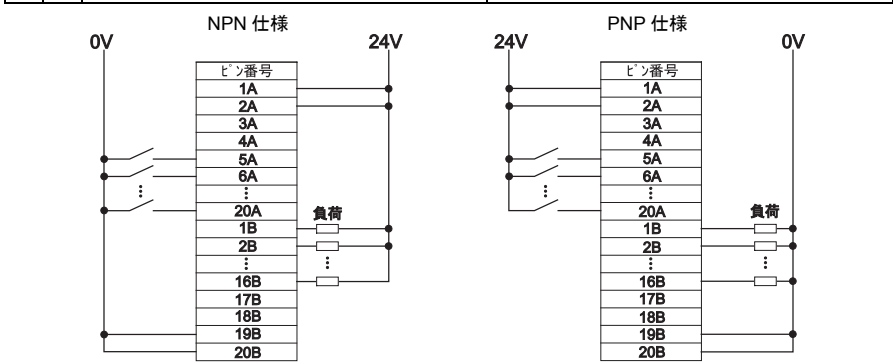 NPN 仕様
0V
24V
ピン番号
1A
2A
3A
4A
5A
6A
⋮
20A
1B
2B
⋮
16B
17B
18B
19B
20B
⋮
負荷
⋮
PNP 仕様
24V
0V
ピン番号
1A
2A
3A
4A
5A
6A
⋮
20A
1B
2B
⋮
16B
17B
18B
19B
20B
⋮
負荷
⋮